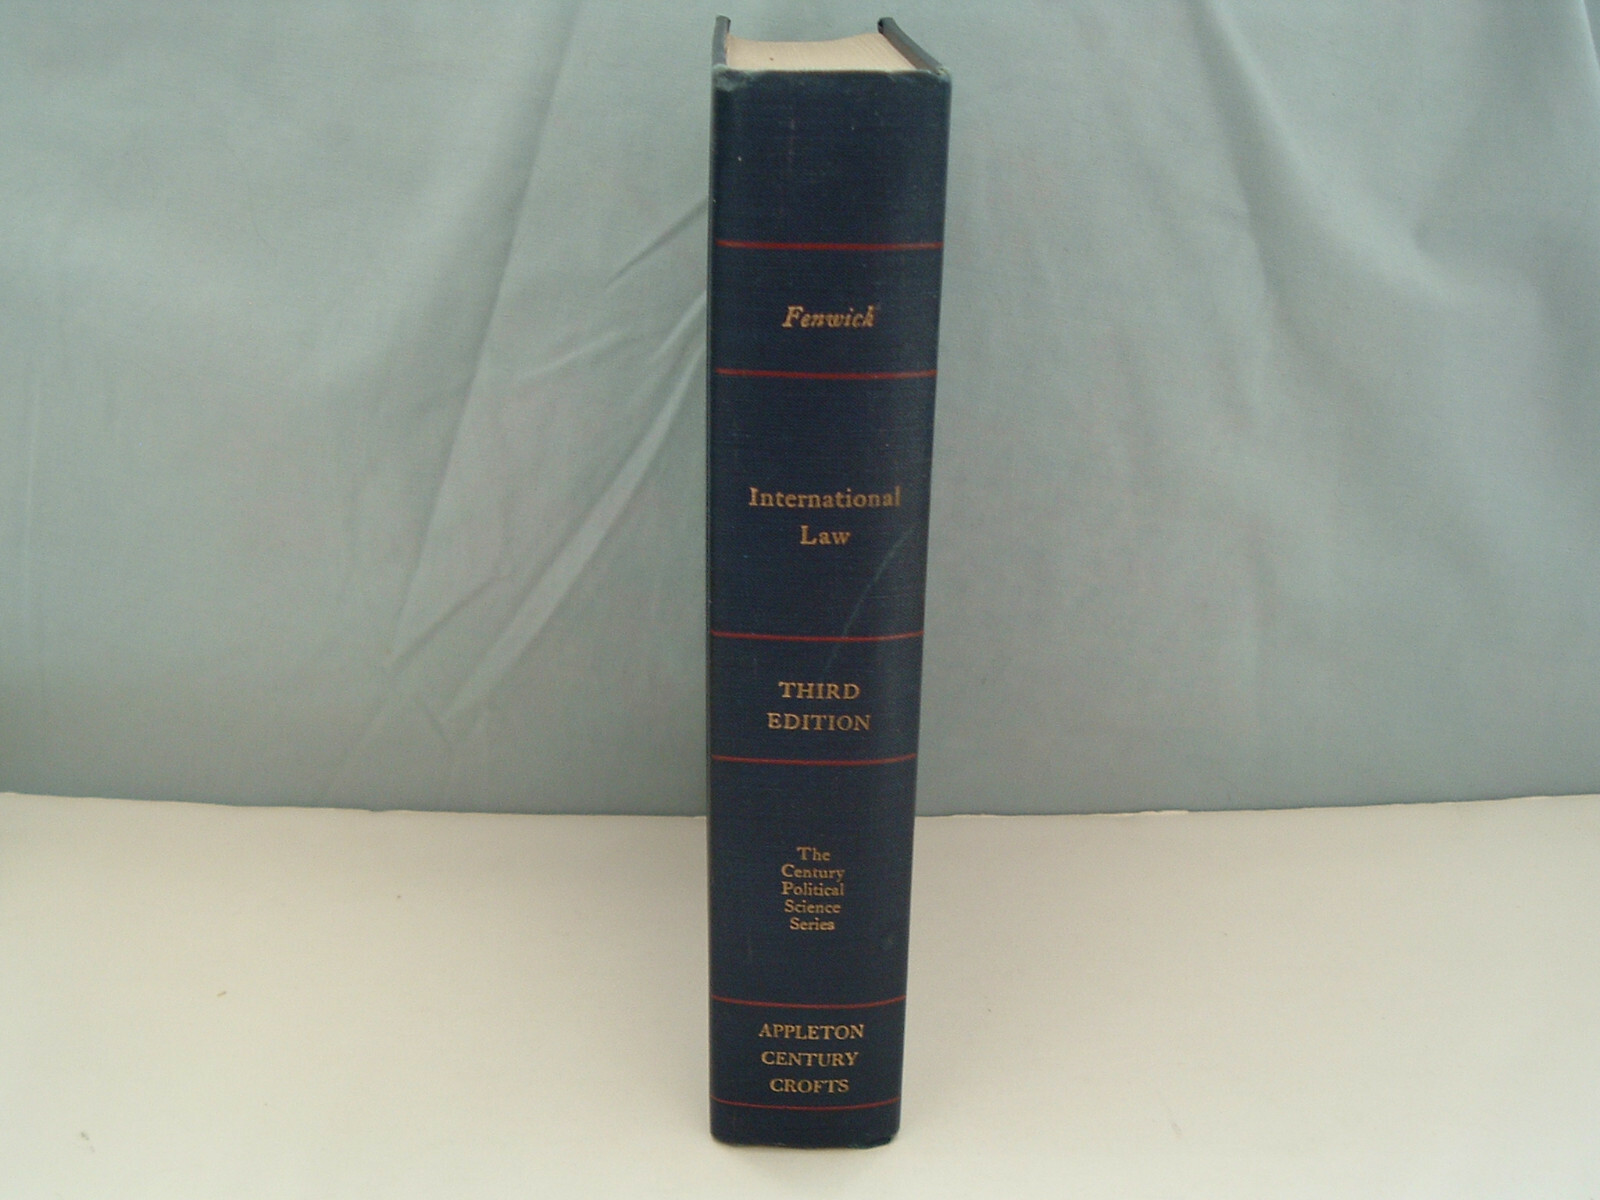 Fenwick
International
Law
THIRD
EDITION
The
Century
Political
Science
Series
APPLETON
CENTURY
CROFTS